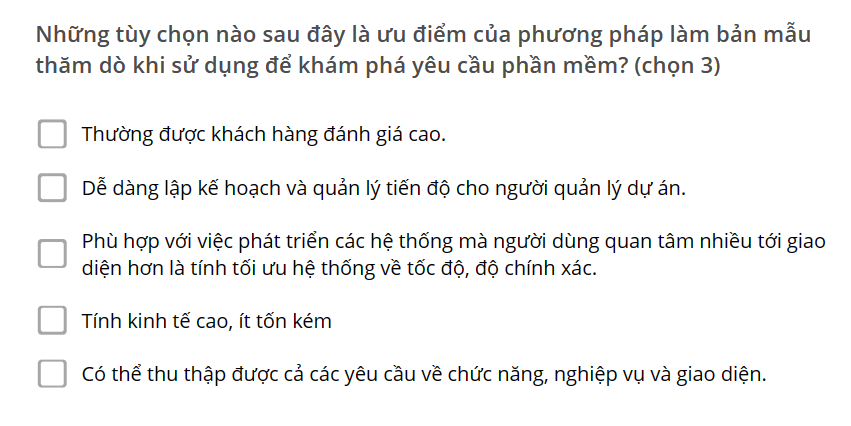 Những tùy chọn nào sau đây là ưu điểm của phương pháp làm bản mẫu
thăm dò khi sử dụng để khám phá yêu cầu phần mềm? (chọn 3)
Thường được khách hàng đánh giá cao.
Dễ dàng lập kế hoạch và quản lý tiến độ cho người quản lý dự án.
Phù hợp với việc phát triển các hệ thống mà người dùng quan tâm nhiều tới giao
diện hơn là tính tối ưu hệ thống về tốc độ, độ chính xác.
Tính kinh tế cao, ít tốn kém
Có thể thu thập được cả các yêu cầu về chức năng, nghiệp vụ và giao diện.